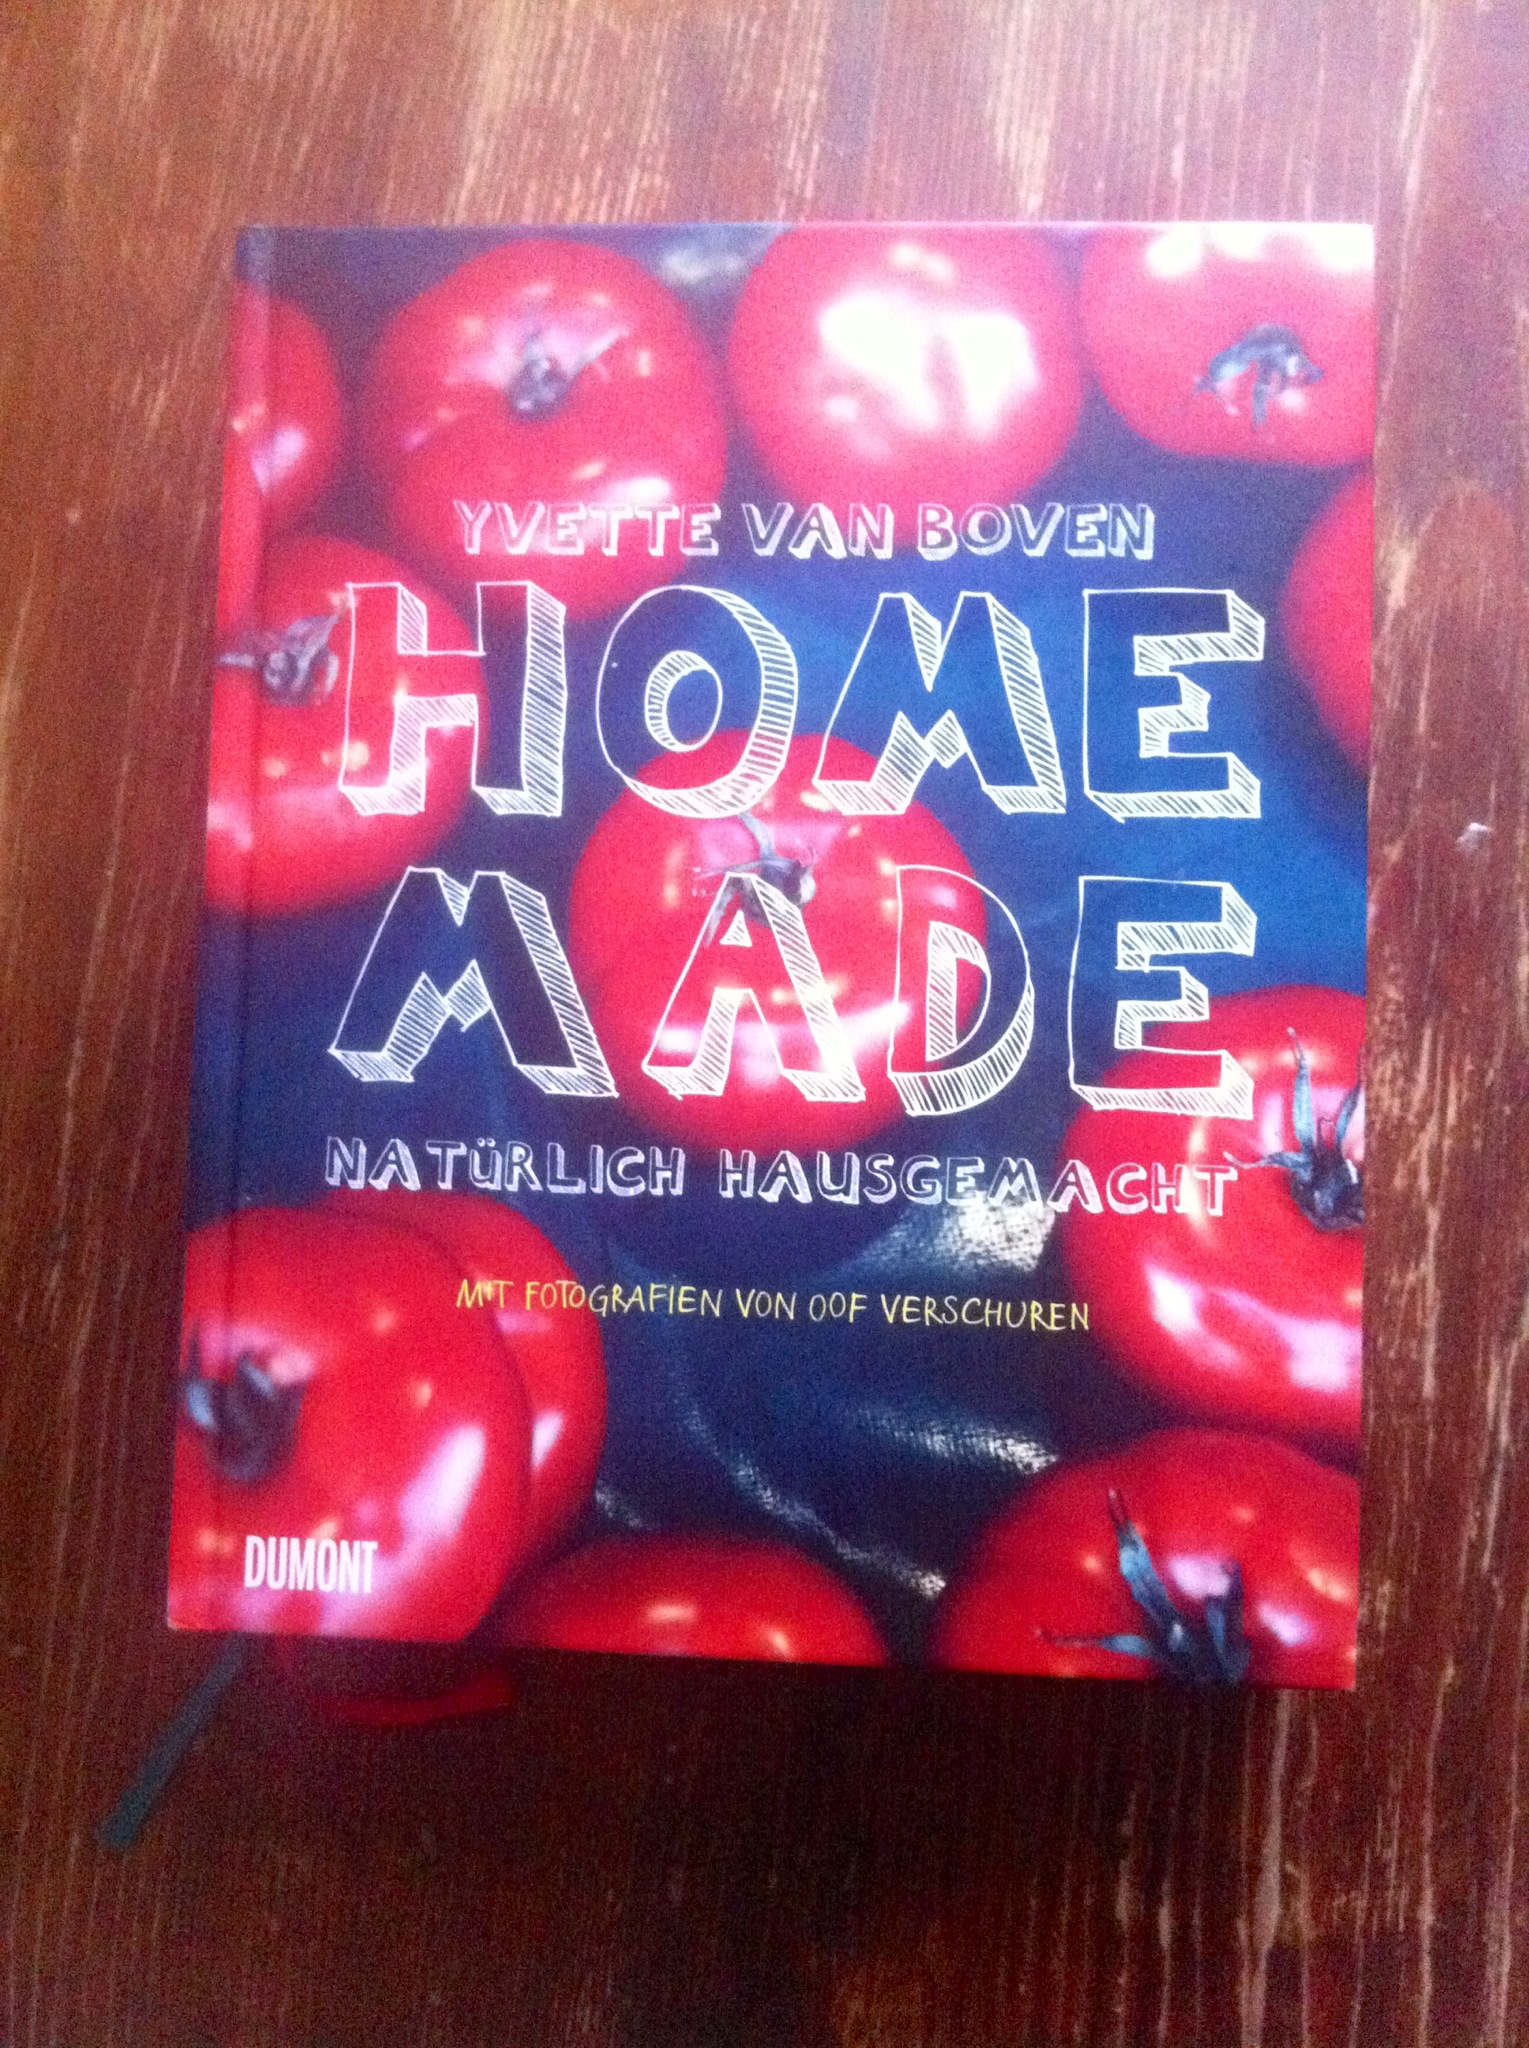 YVETTE VAN BOVEN
HOME
MADE
NATÜRLICH HAUSGEMACHT
MIT FOTOGRAFIEN VON OOF VERSCHUREN
DUMONT